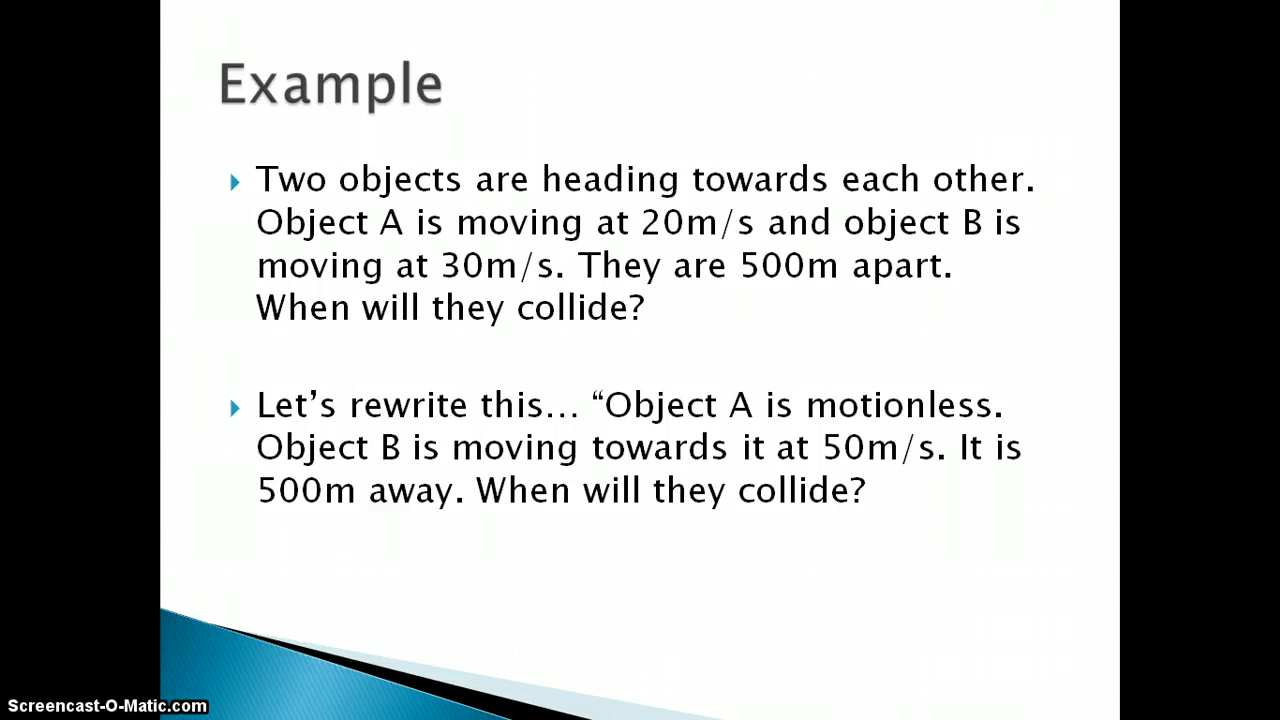 Example
Two objects are heading towards each other.
Object A is moving at 20m/s and object B is
moving at 30m/s. They are 500m apart.
When will they collide?
Let’s rewrite this… “Object A is motionless.
Object B is moving towards it at 50m/s. It is
500m away. When will they collide?
Screencast-O-Matic.com